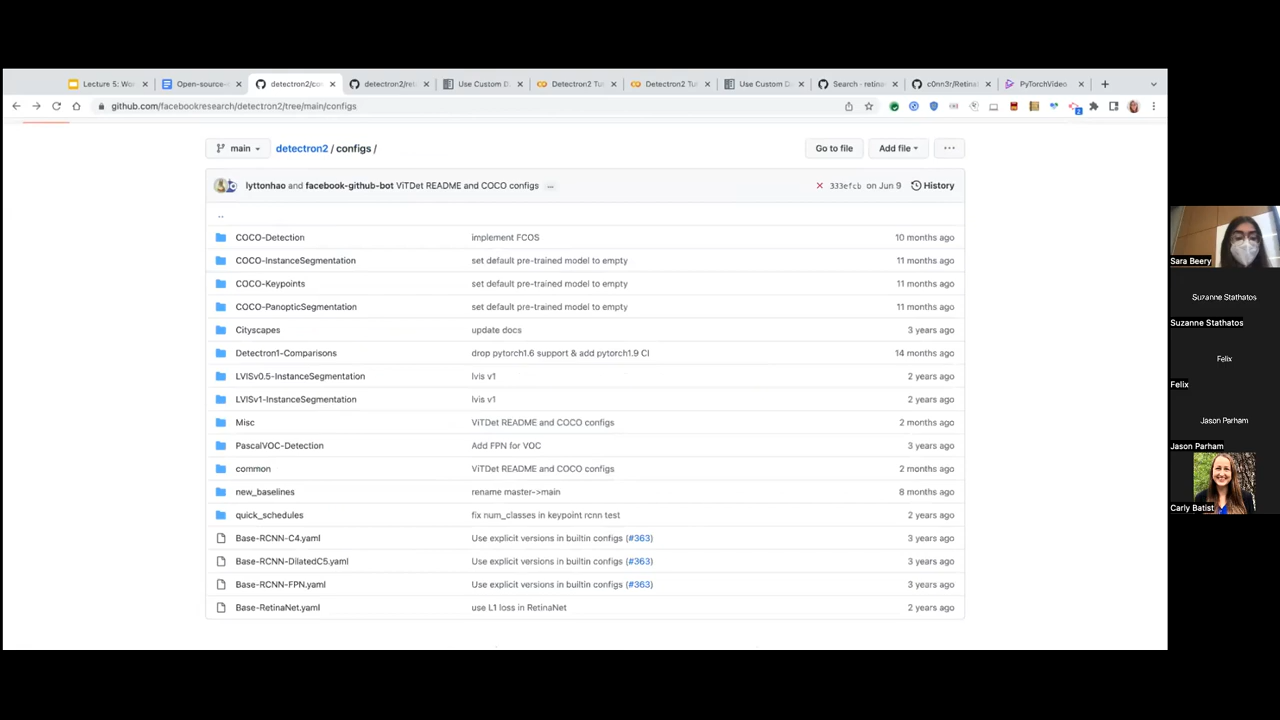 Lecture 5: Wor
Open-source-
detectron2/co
detectron2/reti
Use Custom D
Detectron2 Tut
Detectron2 Tut
Use Custom D
Search · retina
c0nn3r/Retina
PyTorchVideo
github.com/facebookresearch/detectron2/tree/main/configs
main
detectron2 / configs /
Go to file
Add file
lyttonhao and facebook-github-bot ViTDet README and COCO configs ...
333efcb on Jun 9
History
..
COCO-Detection implement FCOS 10 months ago
COCO-InstanceSegmentation set default pre-trained model to empty 11 months ago
COCO-Keypoints set default pre-trained model to empty 11 months ago
COCO-PanopticSegmentation set default pre-trained model to empty 11 months ago
Cityscapes update docs 3 years ago
Detectron1-Comparisons drop pytorch1.6 support & add pytorch1.9 CI 14 months ago
LVISv0.5-InstanceSegmentation lvis v1 2 years ago
LVISv1-InstanceSegmentation lvis v1 2 years ago
Misc ViTDet README and COCO configs 2 months ago
PascalVOC-Detection Add FPN for VOC 3 years ago
common ViTDet README and COCO configs 2 months ago
new_baselines rename master->main 8 months ago
quick_schedules fix num_classes in keypoint rcnn test 2 years ago
Base-RCNN-C4.yaml Use explicit versions in builtin configs (#363) 3 years ago
Base-RCNN-DilatedC5.yaml Use explicit versions in builtin configs (#363) 3 years ago
Base-RCNN-FPN.yaml Use explicit versions in builtin configs (#363) 3 years ago
Base-RetinaNet.yaml use L1 loss in RetinaNet 2 years ago
Sara Beery
Suzanne Stathatos
Suzanne Stathatos
Felix
Felix
Jason Parham
Jason Parham
Carly Batist